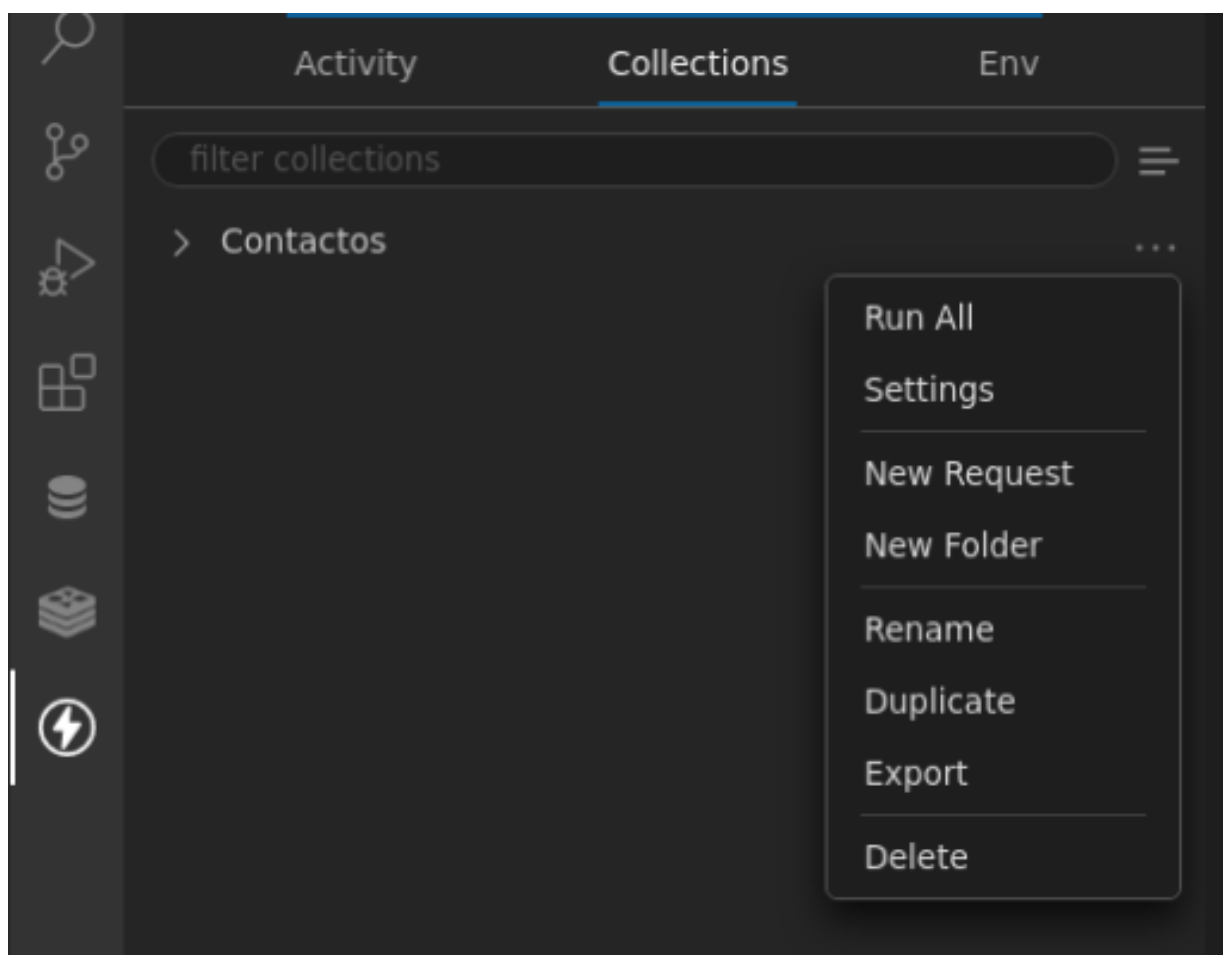 Activity Collections Env
filter collections
Contactos ...
Run All
Settings
New Request
New Folder
Rename
Duplicate
Export
Delete